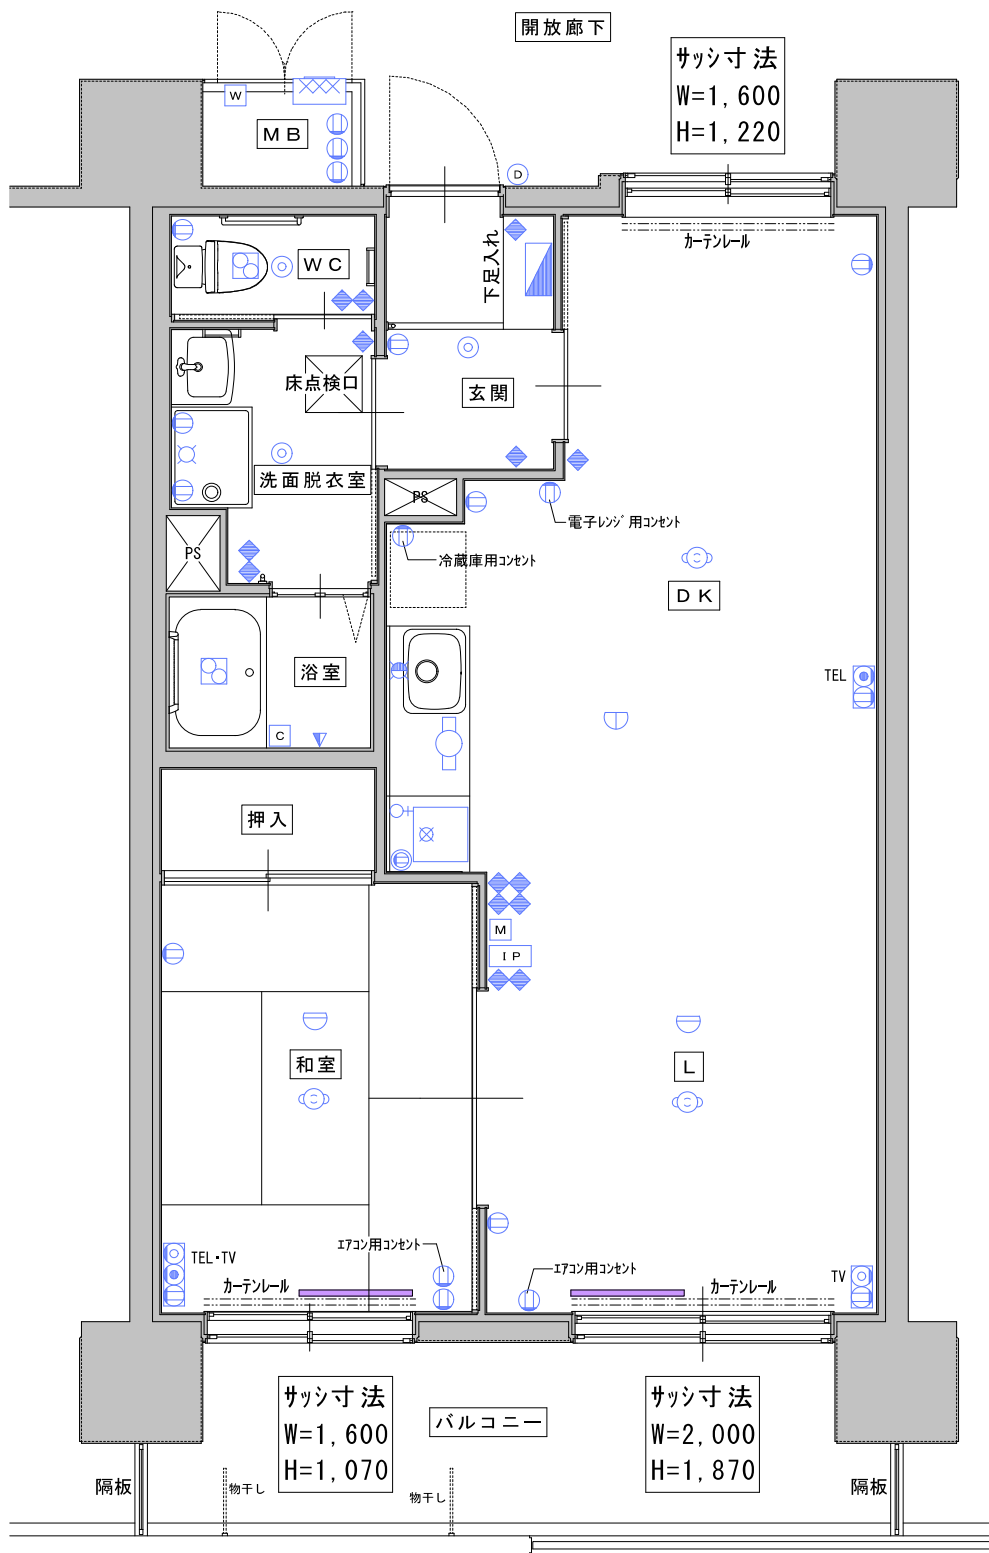 開放廊下
サッシ寸法
W=1,600
H=1,220
W
MB
D
カーテンレール
下足入れ
WC
床点検口
玄関
洗面脱衣室
PS
PS
電子レンジ用コンセント
冷蔵庫用コンセント
DK
TEL
浴室
C
押入
M
IP
和室
L
TEL・TV
エアコン用コンセント
エアコン用コンセント
TV
カーテンレール
カーテンレール
サッシ寸法
W=1,600
H=1,070
バルコニー
サッシ寸法
W=2,000
H=1,870
隔板
物干し
物干し
隔板